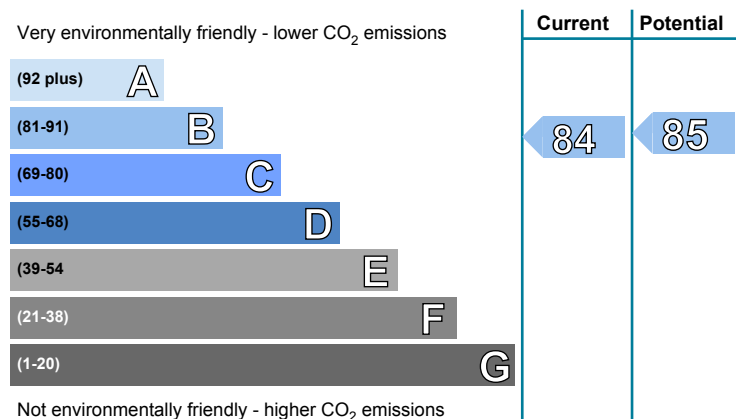 Very environmentally friendly - lower CO₂ emissions
Current
Potential
(92 plus) A
(81-91) B
84
85
(69-80) C
(55-68) D
(39-54 E
(21-38) F
(1-20) G
Not environmentally friendly - higher CO₂ emissions